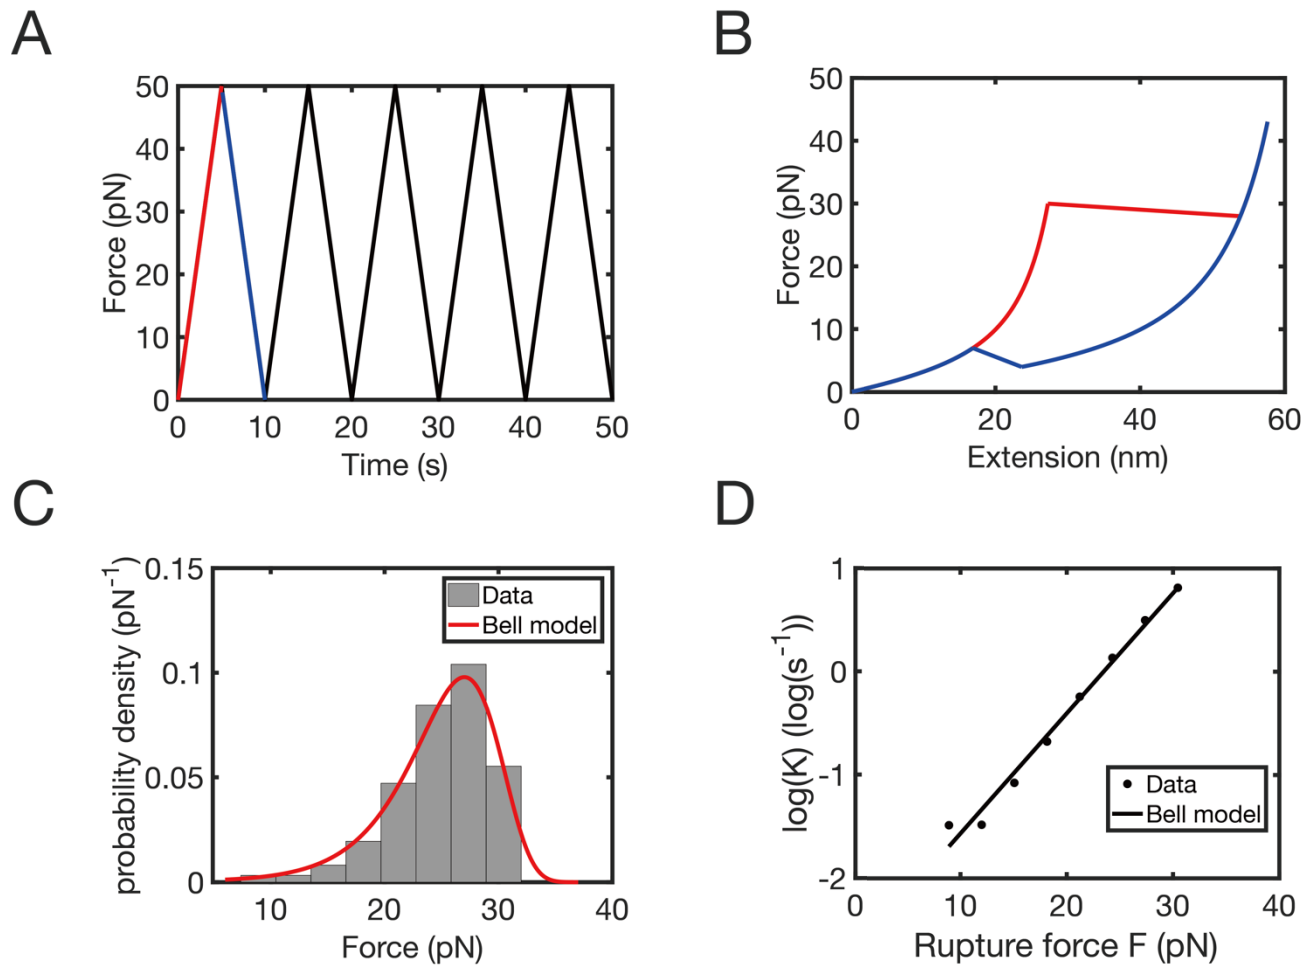 A
50
40
30
20
10
0
Force (pN)
0 10 20 30 40 50
Time (s)
B
50
40
30
20
10
0
Force (pN)
0 20 40 60
Extension (nm)
C
0.15
0.1
0.05
0
probability density (pN⁻¹)
Data
Bell model
10 20 30 40
Force (pN)
D
1
0
-1
-2
log(K) (log(s⁻¹))
Data
Bell model
0 10 20 30 40
Rupture force F (pN)